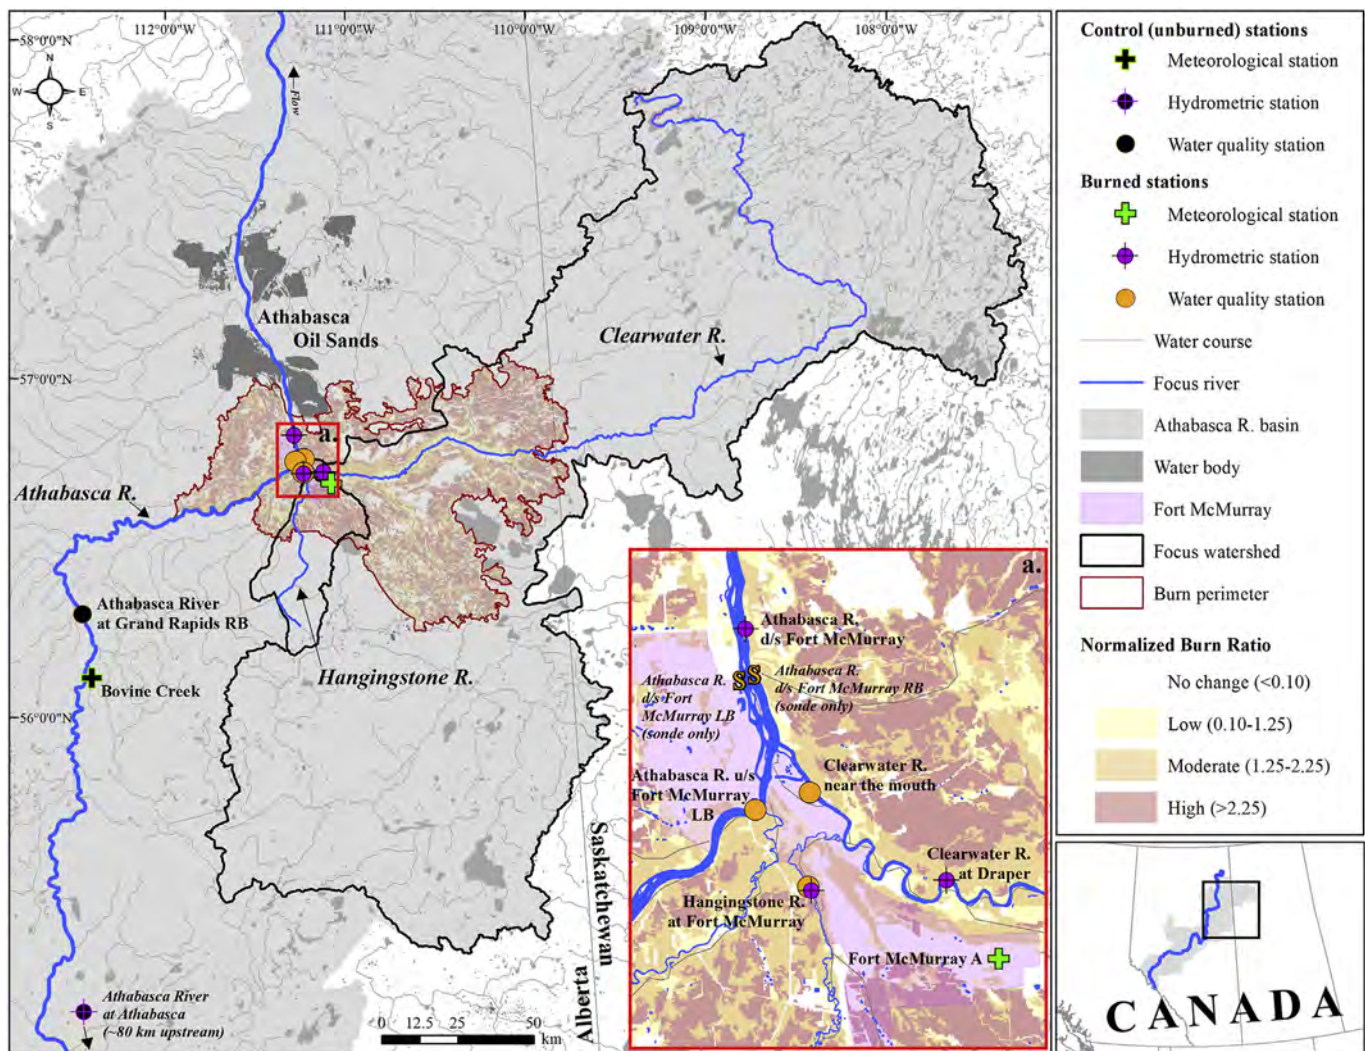 112°0'0"W
111°0'0"W
110°0'0"W
109°0'0"W
108°0'0"W
58°0'0"N
57°0'0"N
56°0'0"N
N
W
E
S
Flow
Athabasca
Oil Sands
Clearwater R.
Athabasca R.
a.
Athabasca River
at Grand Rapids RB
Bovine Creek
Hangingstone R.
Athabasca River
at Athabasca
(~80 km upstream)
0 12.5 25 50
km
Saskatchewan
Alberta
a.
Athabasca R.
d/s Fort McMurray
S
S
Athabasca R.
d/s Fort
McMurray LB
(sonde only)
Athabasca R.
d/s Fort McMurray RB
(sonde only)
Athabasca R. u/s
Fort McMurray
LB
Clearwater R.
near the mouth
Clearwater R.
at Draper
Hangingstone R.
at Fort McMurray
Fort McMurray A
Control (unburned) stations
Meteorological station
Hydrometric station
Water quality station
Burned stations
Meteorological station
Hydrometric station
Water quality station
Water course
Focus river
Athabasca R. basin
Water body
Fort McMurray
Focus watershed
Burn perimeter
Normalized Burn Ratio
No change (<0.10)
Low (0.10-1.25)
Moderate (1.25-2.25)
High (>2.25)
CANADA